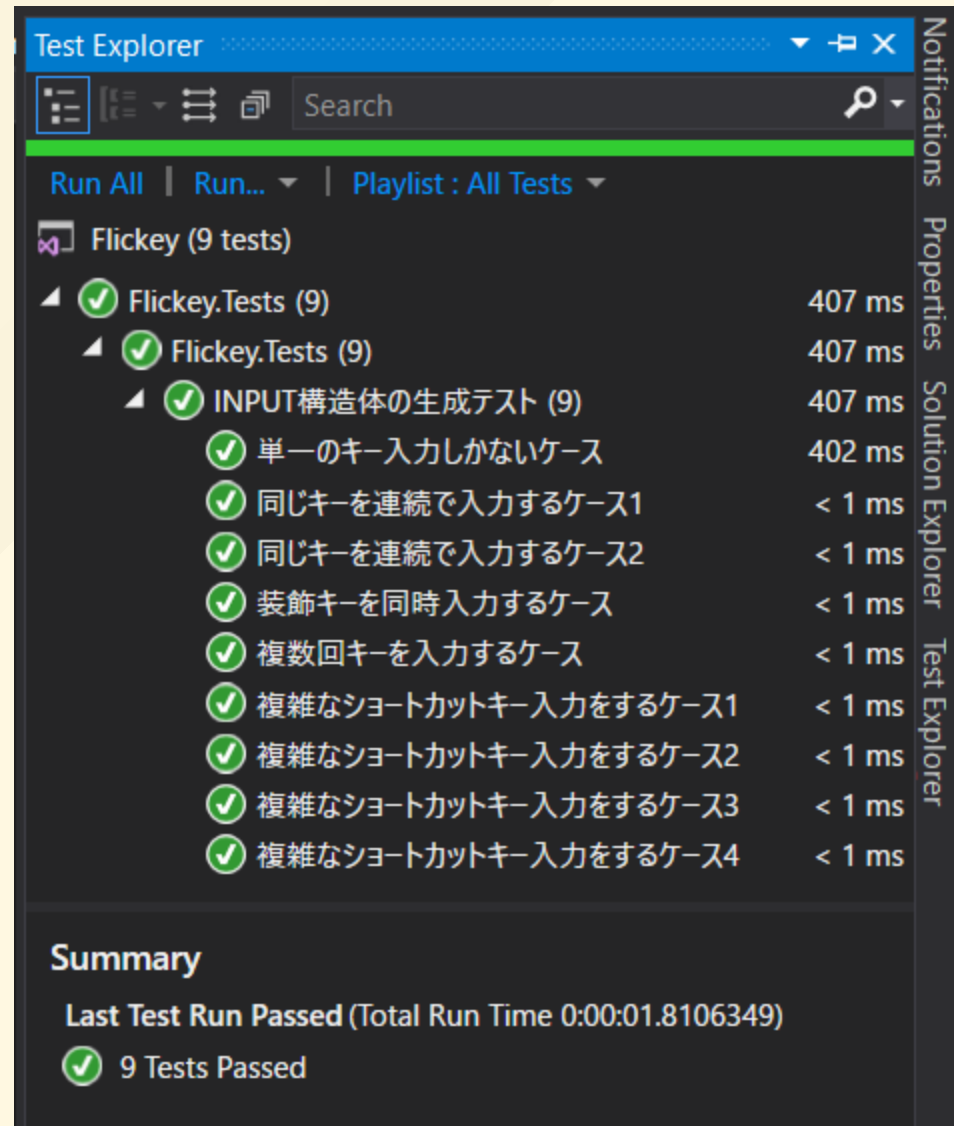 Test Explorer
Search
Run All | Run... | Playlist : All Tests
Flickey (9 tests)
Flickey.Tests (9) 407 ms
Flickey.Tests (9) 407 ms
INPUT構造体の生成テスト (9) 407 ms
単一のキー入力しかないケース 402 ms
同じキーを連続で入力するケース1 < 1 ms
同じキーを連続で入力するケース2 < 1 ms
装飾キーを同時入力するケース < 1 ms
複数回キーを入力するケース < 1 ms
複雑なショートカットキー入力をするケース1 < 1 ms
複雑なショートカットキー入力をするケース2 < 1 ms
複雑なショートカットキー入力をするケース3 < 1 ms
複雑なショートカットキー入力をするケース4 < 1 ms
Summary
Last Test Run Passed (Total Run Time 0:00:01.8106349)
9 Tests Passed
Notifications
Properties
Solution Explorer
Test Explorer